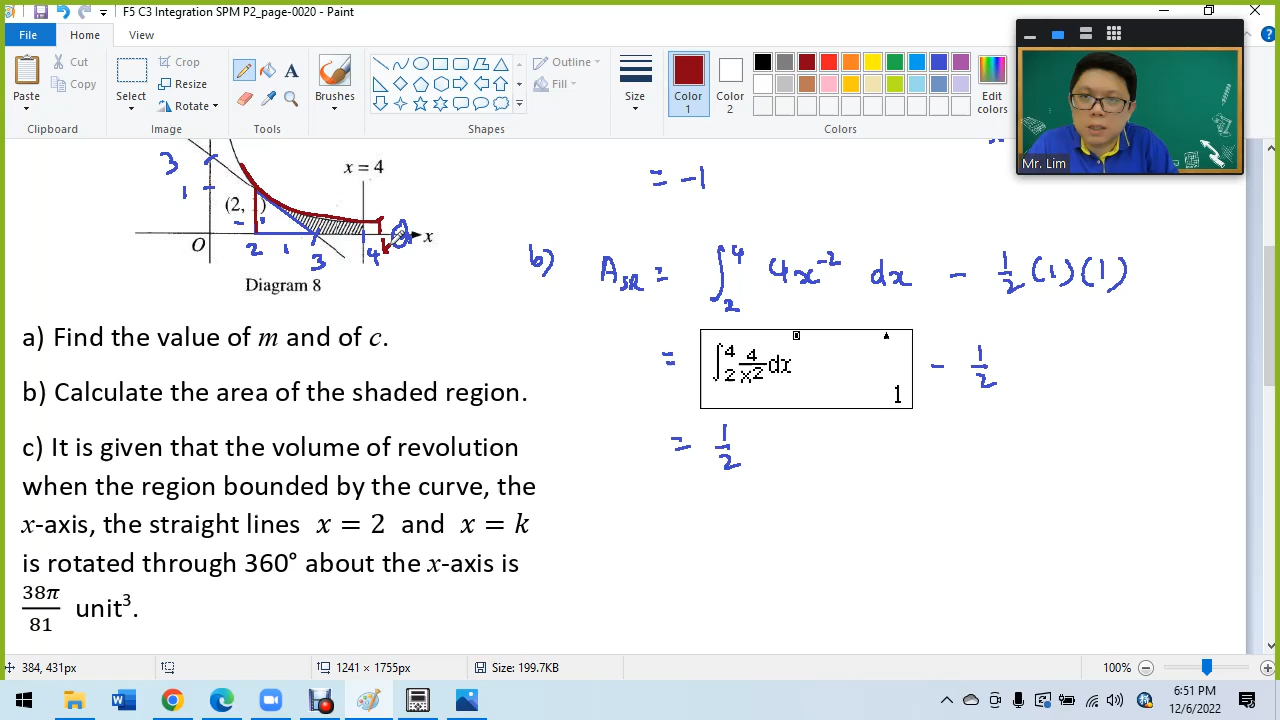 F5 C3 Integration SPM P2_page-0020 - Paint
File Home View
Paste Cut Copy Clipboard
Select Crop Resize Rotate Image
Tools
Brushes
Outline Fill Shapes
Size
Color 1 Color 2 Edit colors Colors
Mr. Lim
3
1
x = 4
(2, 1)
O 2 1 3 4 x
Diagram 8
a) Find the value of m and of c.
b) Calculate the area of the shaded region.
c) It is given that the volume of revolution
when the region bounded by the curve, the
x-axis, the straight lines x = 2 and x = k
is rotated through 360° about the x-axis is
38π/81 unit³.
= -1
b) A_SR = ∫₂⁴ 4x⁻² dx - 1/2 (1)(1)
= ∫₂⁴ 4/x² dx 1 - 1/2
= 1/2
384, 431px
1241 × 1755px
Size: 199.7KB
100%
6:51 PM
12/6/2022